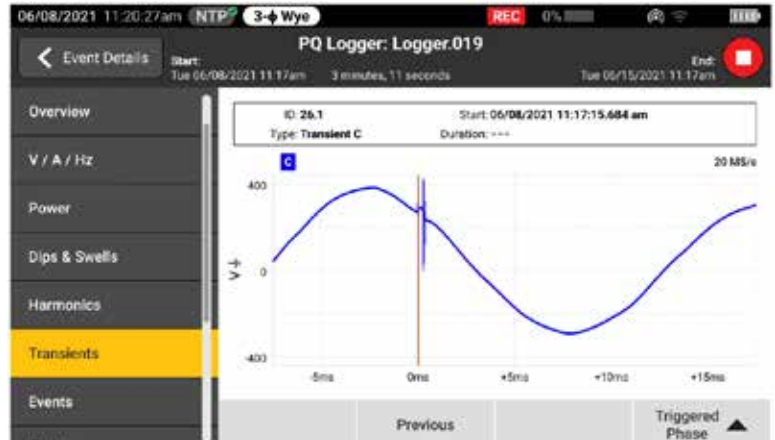 06/08/2021 11:20:27am NTP 3-ϕ Wye REC 0%
Event Details
PQ Logger: Logger.019
Start: End:
Tue 06/08/2021 11:17am 3 minutes, 11 seconds Tue 06/15/2021 11:17am
Overview
V / A / Hz
Power
Dips & Swells
Harmonics
Transients
Events
ID: 26.1 Start: 06/08/2021 11:17:15.684 am
Type: Transient C Duration: ---
C 20 MS/s
400
V ⏚ 0
-400
-5ms 0ms +5ms +10ms +15ms
Previous
Triggered
Phase